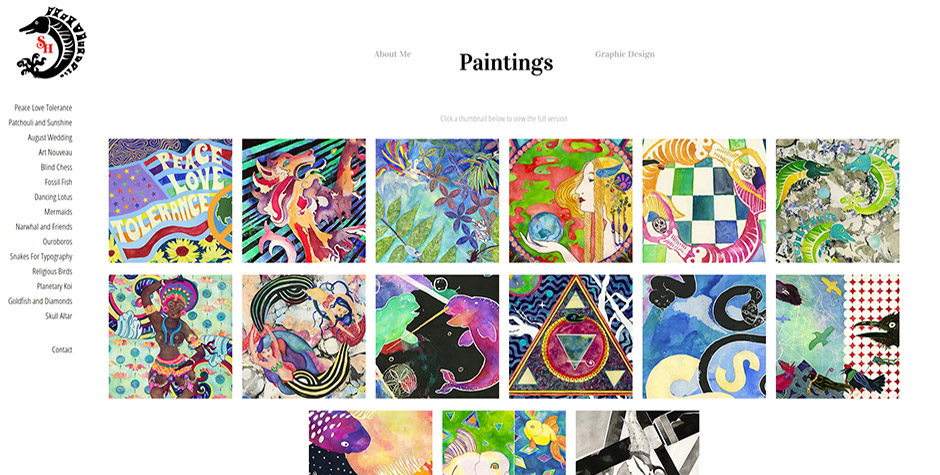 SH
About Me
Paintings
Graphic Design
Click a thumbnail below to view the full version
Peace Love Tolerance
Patchouli and Sunshine
August Wedding
Art Nouveau
Blind Chess
Fossil Fish
Dancing Lotus
Mermaids
Narwhal and Friends
Ouroboros
Snakes For Typography
Religious Birds
Planetary Koi
Goldfish and Diamonds
Skull Altar
Contact
PEACE
LOVE
TOLERANCE